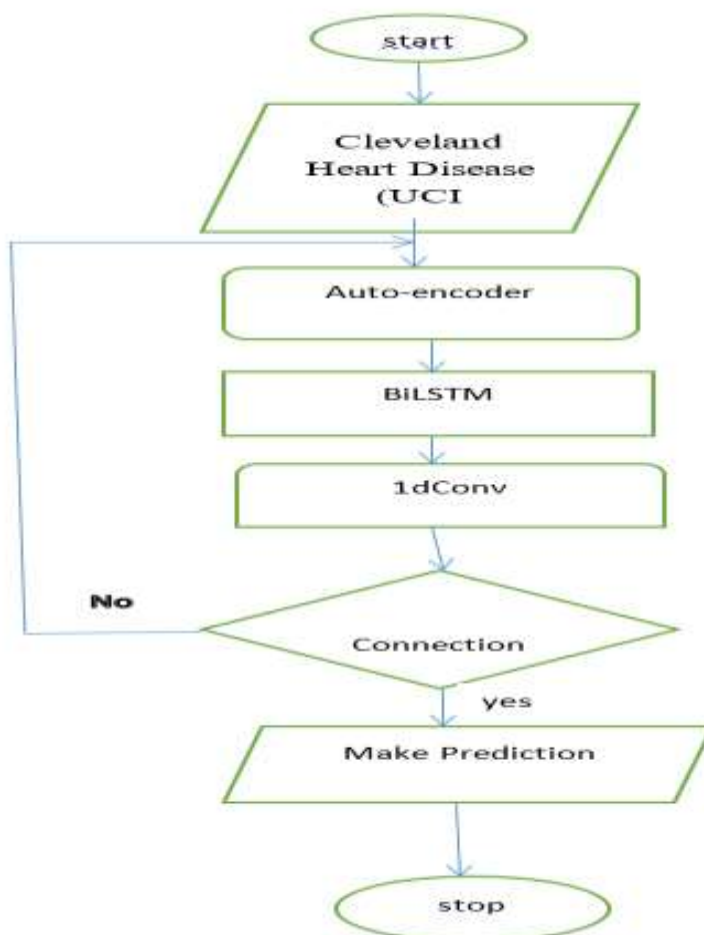 start
Cleveland
Heart Disease
(UCI
Auto-encoder
BiLSTM
1dConv
No
Connection
yes
Make Prediction
stop